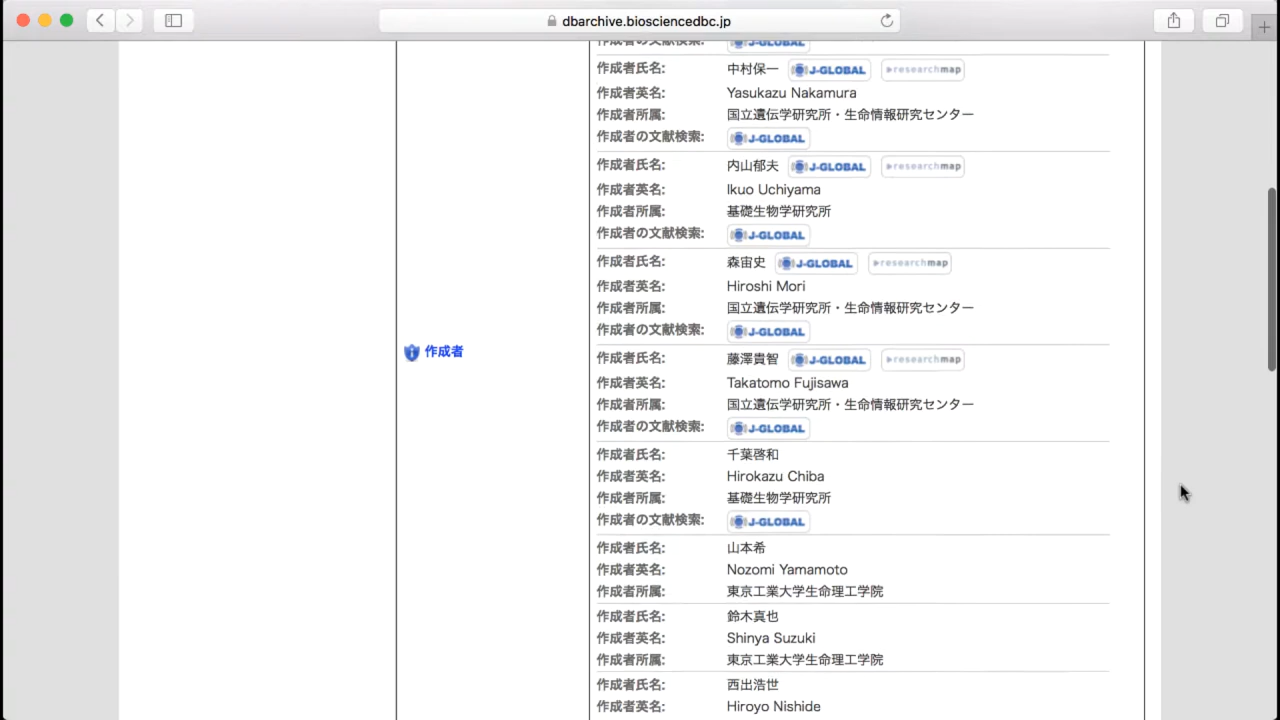 dbarchive.biosciencedbc.jp
作成者の文献検索: J-GLOBAL
作成者氏名: 中村保一 J-GLOBAL researchmap
作成者英名: Yasukazu Nakamura
作成者所属: 国立遺伝学研究所・生命情報研究センター
作成者の文献検索: J-GLOBAL
作成者氏名: 内山郁夫 J-GLOBAL researchmap
作成者英名: Ikuo Uchiyama
作成者所属: 基礎生物学研究所
作成者の文献検索: J-GLOBAL
作成者氏名: 森宙史 J-GLOBAL researchmap
作成者英名: Hiroshi Mori
作成者所属: 国立遺伝学研究所・生命情報研究センター
作成者の文献検索: J-GLOBAL
作成者
作成者氏名: 藤澤貴智 J-GLOBAL researchmap
作成者英名: Takatomo Fujisawa
作成者所属: 国立遺伝学研究所・生命情報研究センター
作成者の文献検索: J-GLOBAL
作成者氏名: 千葉啓和
作成者英名: Hirokazu Chiba
作成者所属: 基礎生物学研究所
作成者の文献検索: J-GLOBAL
作成者氏名: 山本希
作成者英名: Nozomi Yamamoto
作成者所属: 東京工業大学生命理工学院
作成者氏名: 鈴木真也
作成者英名: Shinya Suzuki
作成者所属: 東京工業大学生命理工学院
作成者氏名: 西出浩世
作成者英名: Hiroyo Nishide